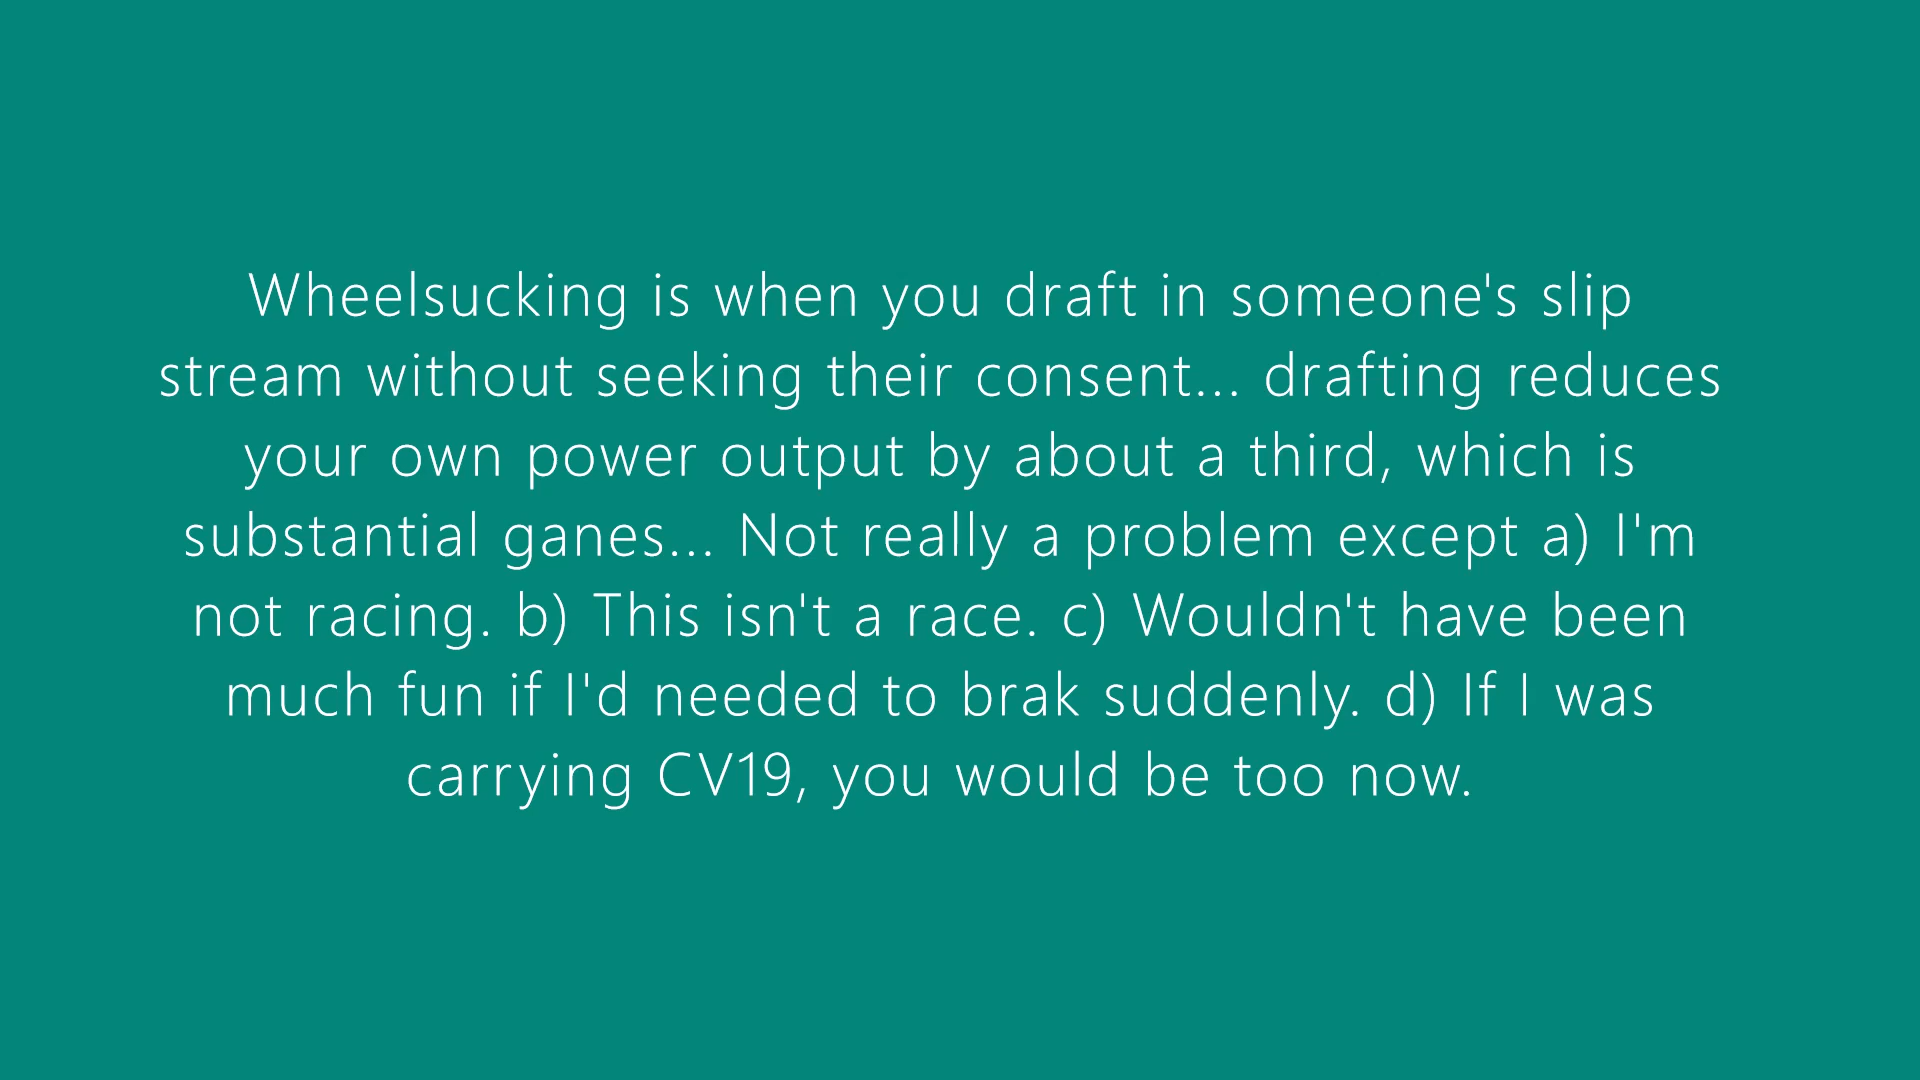 Wheelsucking is when you draft in someone's slip
stream without seeking their consent... drafting reduces
your own power output by about a third, which is
substantial ganes... Not really a problem except a) I'm
not racing. b) This isn't a race. c) Wouldn't have been
much fun if I'd needed to brak suddenly. d) If I was
carrying CV19, you would be too now.